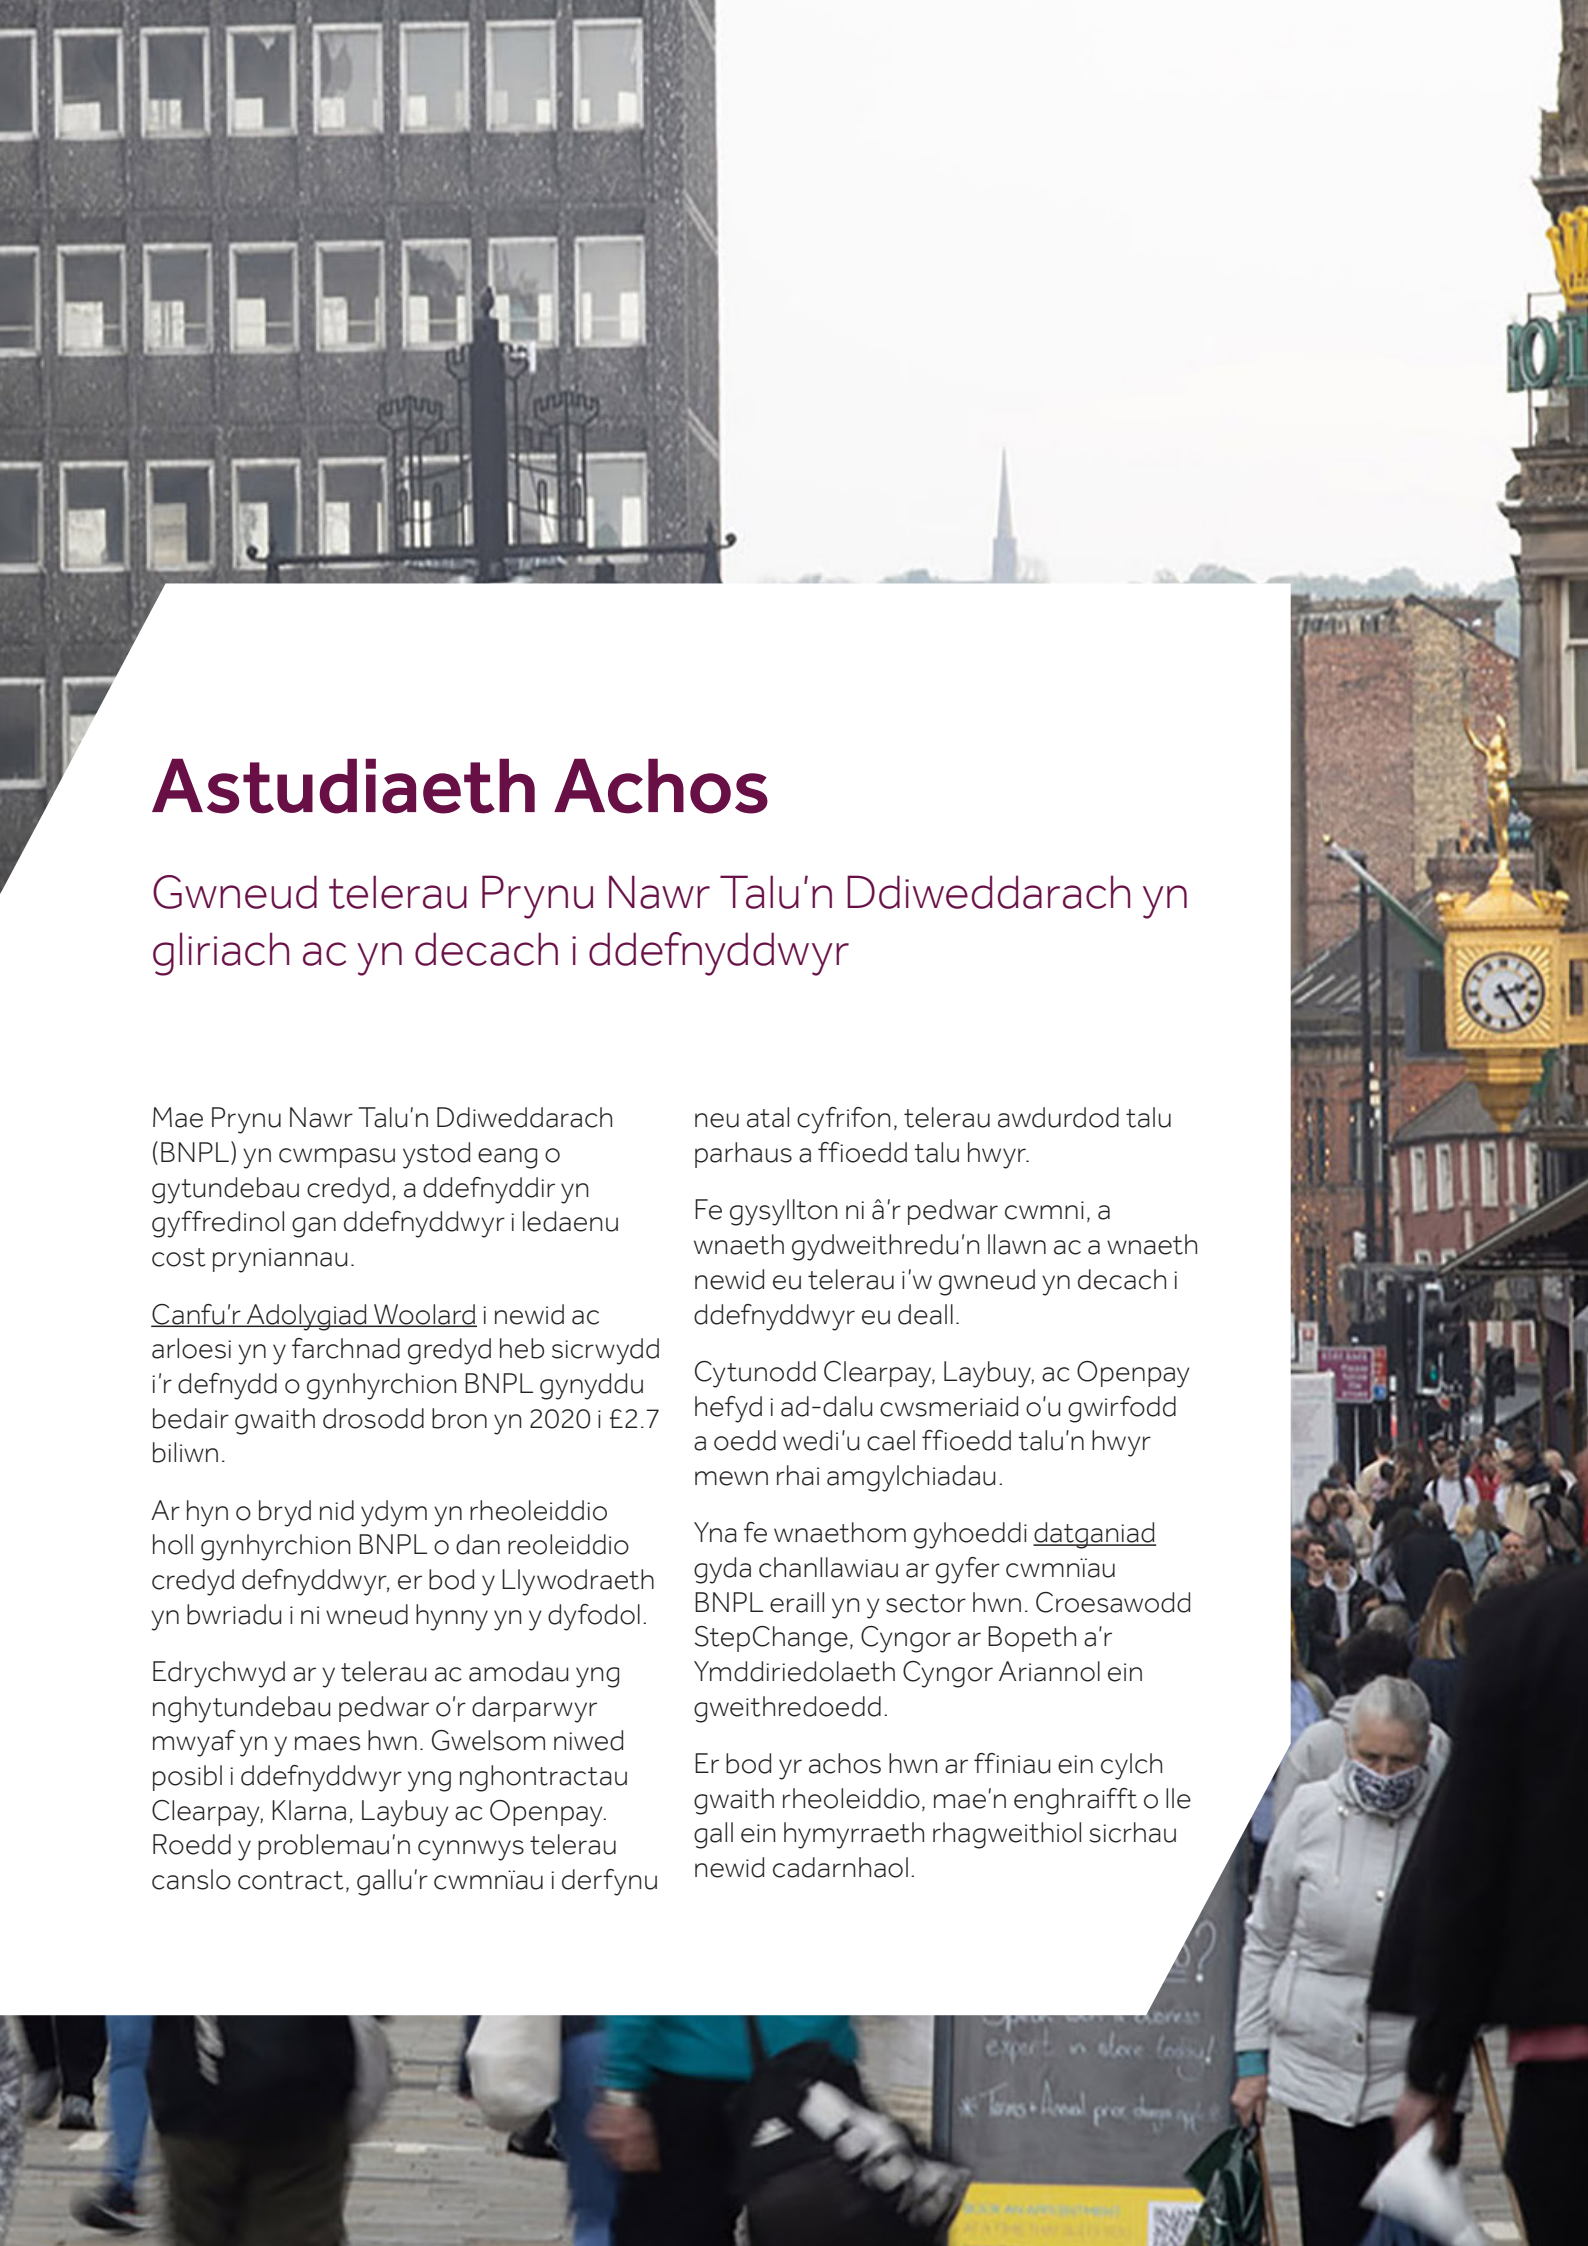 Astudiaeth Achos
Gwneud telerau Prynu Nawr Talu'n Ddiweddarach yn
gliriach ac yn decach i ddefnyddwyr
Mae Prynu Nawr Talu'n Ddiweddarach
(BNPL) yn cwmpasu ystod eang o
gytundebau credyd, a ddefnyddir yn
gyffredinol gan ddefnyddwyr i ledaenu
cost pryniannau.
Canfu'r Adolygiad Woolard i newid ac
arloesi yn y farchnad gredyd heb sicrwydd
i'r defnydd o gynhyrchion BNPL gynyddu
bedair gwaith drosodd bron yn 2020 i £2.7
biliwn.
Ar hyn o bryd nid ydym yn rheoleiddio
holl gynhyrchion BNPL o dan reoleiddio
credyd defnyddwyr, er bod y Llywodraeth
yn bwriadu i ni wneud hynny yn y dyfodol.
Edrychwyd ar y telerau ac amodau yng
nghytundebau pedwar o'r darparwyr
mwyaf yn y maes hwn. Gwelsom niwed
posibl i ddefnyddwyr yng nghontractau
Clearpay, Klarna, Laybuy ac Openpay.
Roedd y problemau'n cynnwys telerau
canslo contract, gallu'r cwmnïau i derfynu
neu atal cyfrifon, telerau awdurdod talu
parhaus a ffioedd talu hwyr.
Fe gysyllton ni â'r pedwar cwmni, a
wnaeth gydweithredu'n llawn ac a wnaeth
newid eu telerau i'w gwneud yn decach i
ddefnyddwyr eu deall.
Cytunodd Clearpay, Laybuy, ac Openpay
hefyd i ad-dalu cwsmeriaid o'u gwirfodd
a oedd wedi'u cael ffioedd talu'n hwyr
mewn rhai amgylchiadau.
Yna fe wnaethom gyhoeddi datganiad
gyda chanllawiau ar gyfer cwmnïau
BNPL eraill yn y sector hwn. Croesawodd
StepChange, Cyngor ar Bopeth a'r
Ymddiriedolaeth Cyngor Ariannol ein
gweithredoedd.
Er bod yr achos hwn ar ffiniau ein cylch
gwaith rheoleiddio, mae'n enghraifft o lle
gall ein hymyrraeth rhagweithiol sicrhau
newid cadarnhaol.
expert in store today!